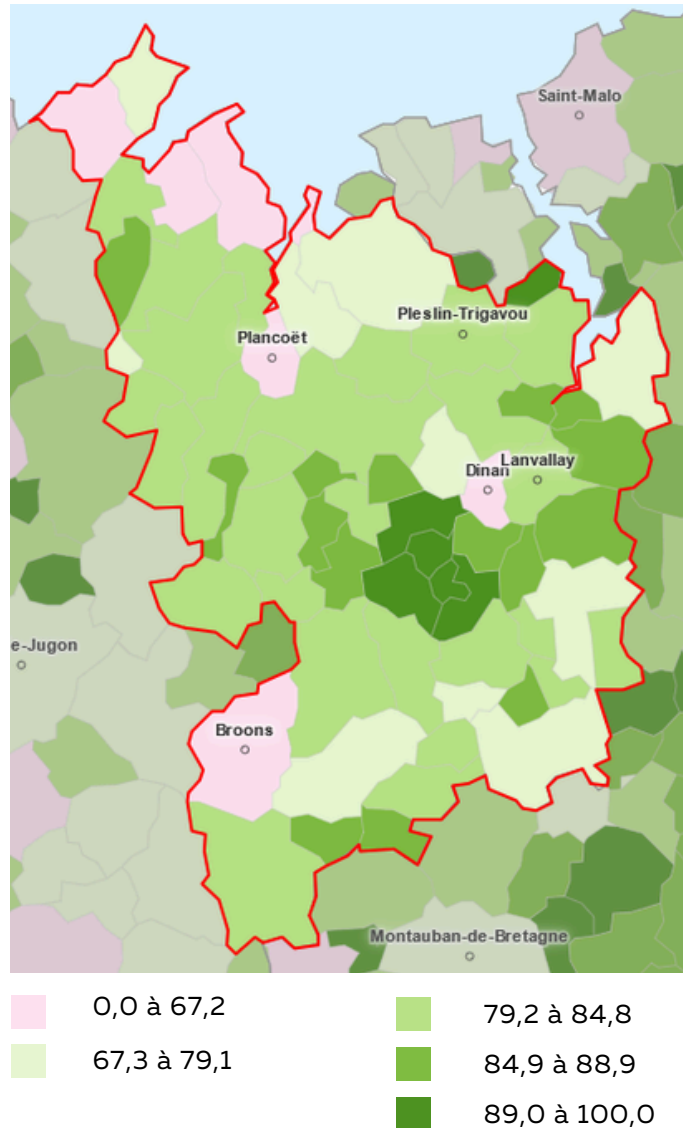 Saint-Malo
Pleslin-Trigavou
Plancoët
Lanvallay
Dinan
e-Jugon
Broons
Montauban-de-Bretagne
0,0 à 67,2
67,3 à 79,1
79,2 à 84,8
84,9 à 88,9
89,0 à 100,0